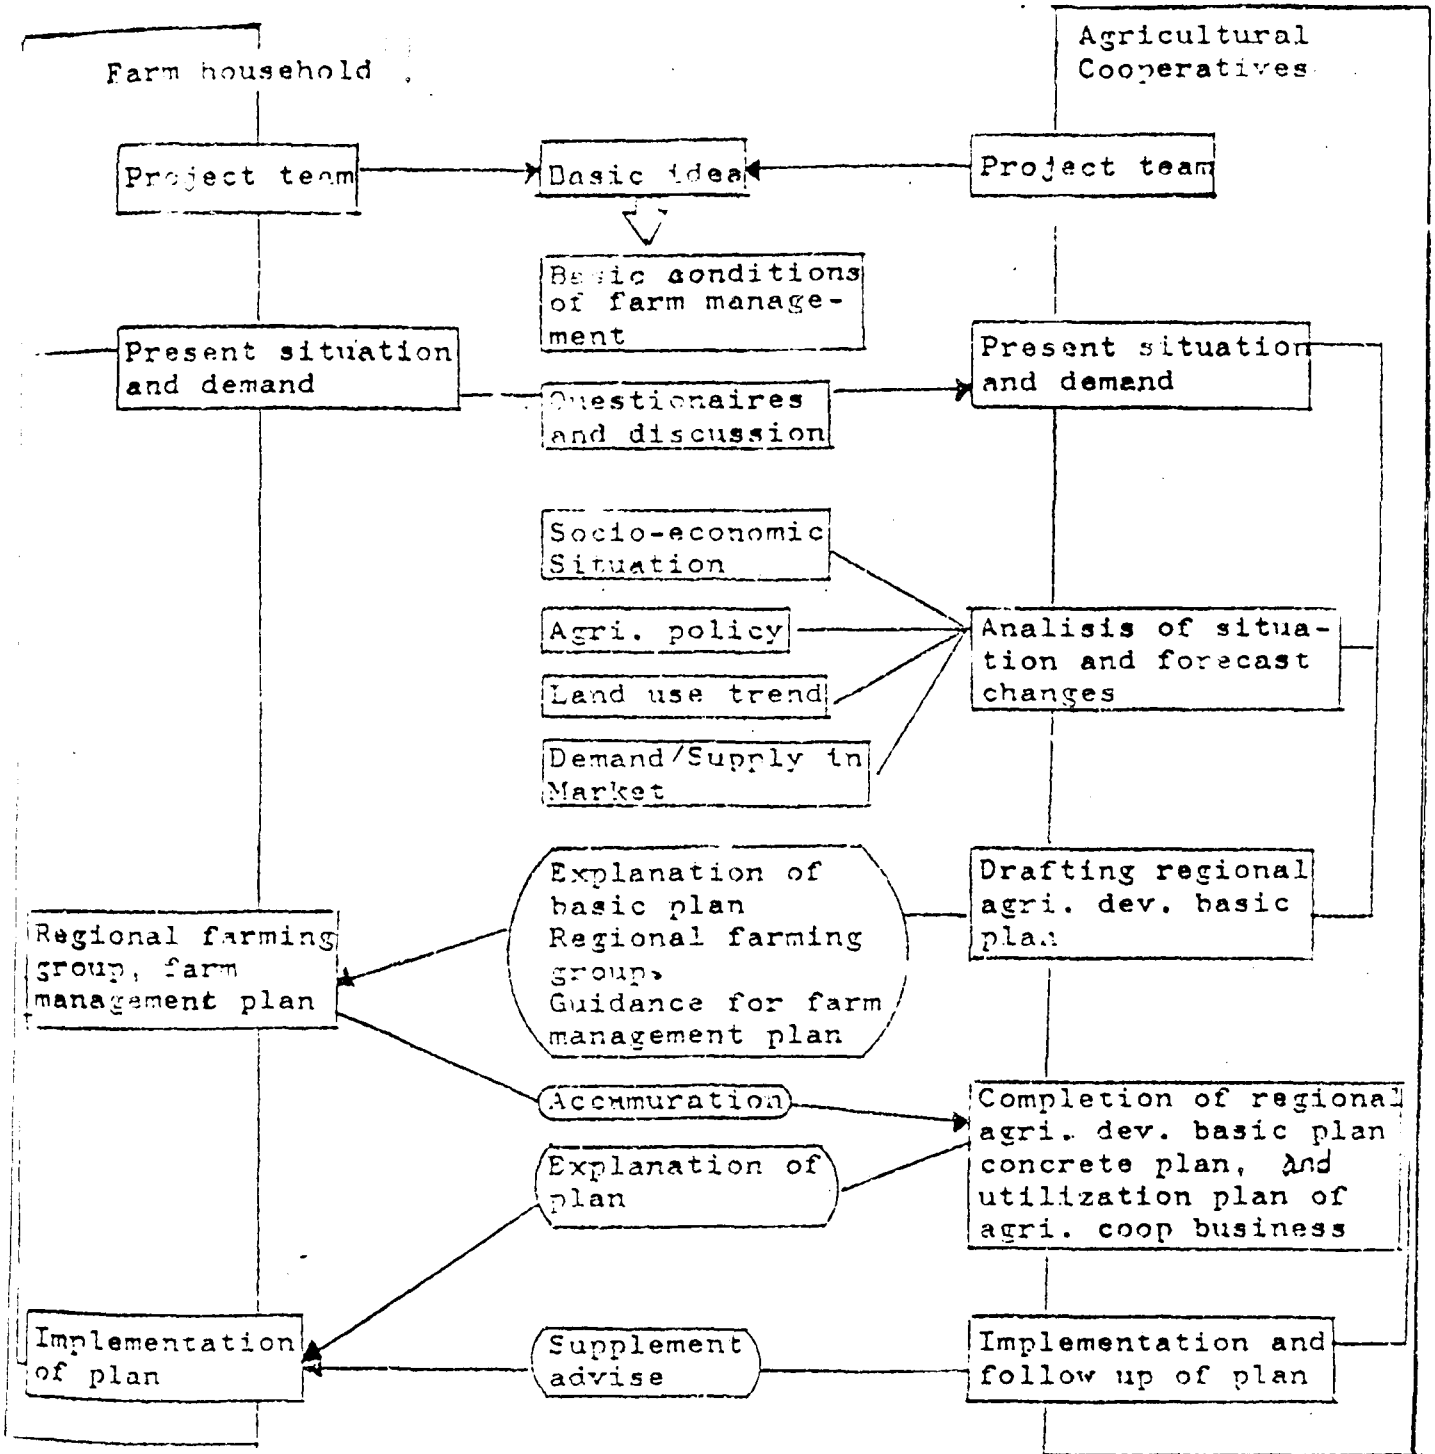 Farm household
Agricultural
Cooperatives
Project team
Basic idea
Project team
Basic conditions
of farm manage-
ment
Present situation
and demand
Present situation
and demand
Questionaires
and discussion
Socio-economic
Situation
Agri. policy
Land use trend
Demand/Supply in
Market
Analisis of situa-
tion and forecast
changes
Explanation of
basic plan
Regional farming
groups
Guidance for farm
management plan
Drafting regional
agri. dev. basic
plan
Regional farming
group, farm
management plan
Accumuration
Explanation of
plan
Completion of regional
agri. dev. basic plan
concrete plan, and
utilization plan of
agri. coop business
Implementation
of plan
Supplement
advise
Implementation and
follow up of plan